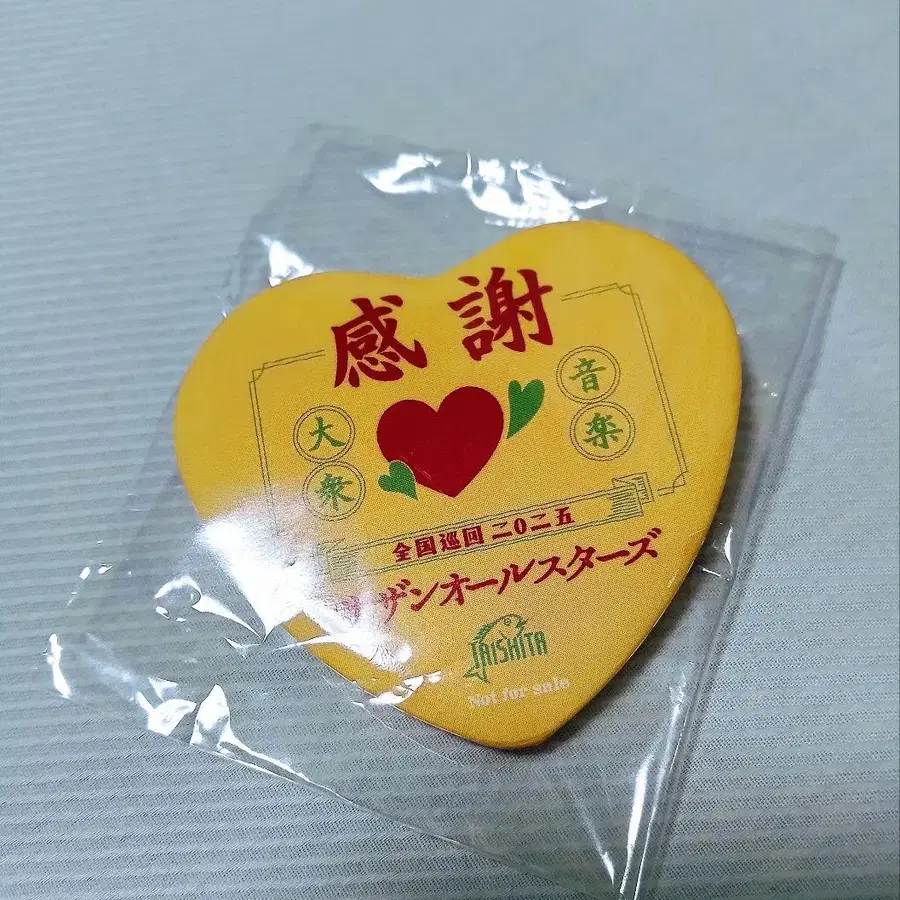 感謝
音楽
大衆
全国巡回 二〇二五
サザンオールスターズ
TAISHITA
Not for sale